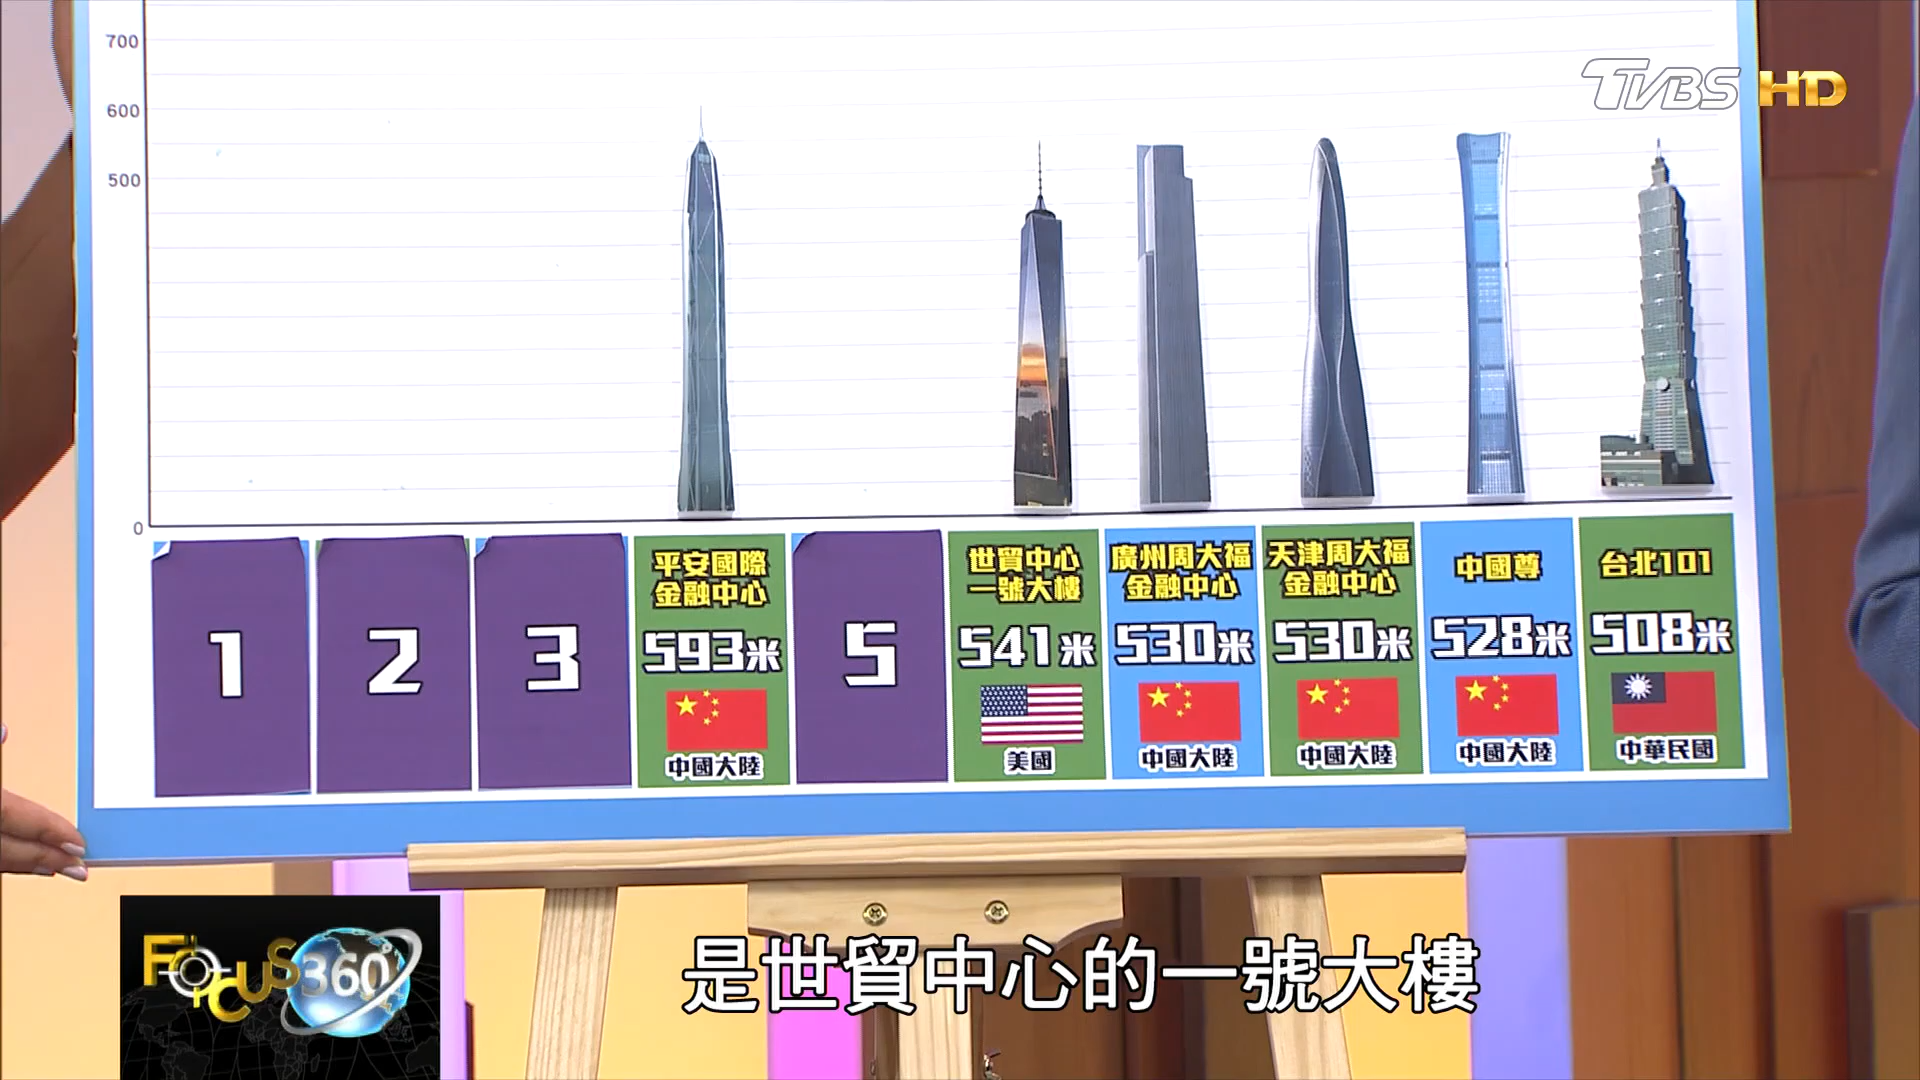 700
600
500
0
TVBS HD
1
2
3
平安國際
金融中心
593米
中國大陸
5
世貿中心
一號大樓
541米
美國
廣州周大福
金融中心
530米
中國大陸
天津周大福
金融中心
530米
中國大陸
中國尊
528米
中國大陸
台北101
508米
中華民國
FOCUS 360°
是世貿中心的一號大樓